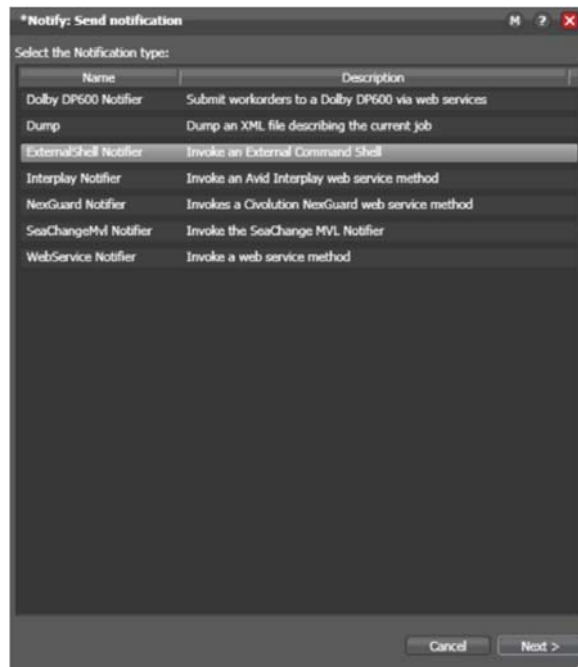 *Notify: Send notification M ? X
Select the Notification type:
Name Description
Dolby DP600 Notifier Submit workorders to a Dolby DP600 via web services
Dump Dump an XML file describing the current job
ExternalShell Notifier Invoke an External Command Shell
Interplay Notifier Invoke an Avid Interplay web service method
NexGuard Notifier Invokes a Civolution NexGuard web service method
SeaChangeMvl Notifier Invoke the SeaChange MVL Notifier
WebService Notifier Invoke a web service method
Cancel Next >